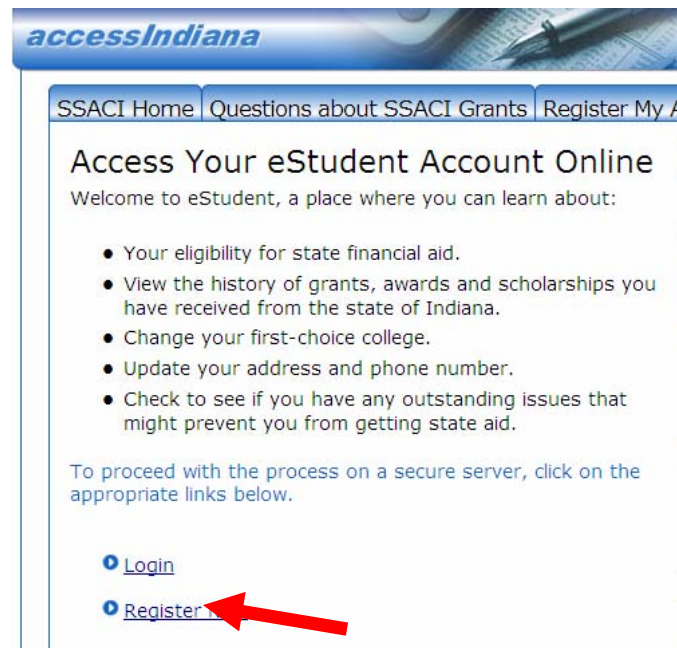 accessIndiana
SSACI Home Questions about SSACI Grants Register My
Access Your eStudent Account Online
Welcome to eStudent, a place where you can learn about:
• Your eligibility for state financial aid.
• View the history of grants, awards and scholarships you
have received from the state of Indiana.
• Change your first-choice college.
• Update your address and phone number.
• Check to see if you have any outstanding issues that
might prevent you from getting state aid.
To proceed with the process on a secure server, click on the
appropriate links below.
Login
Register